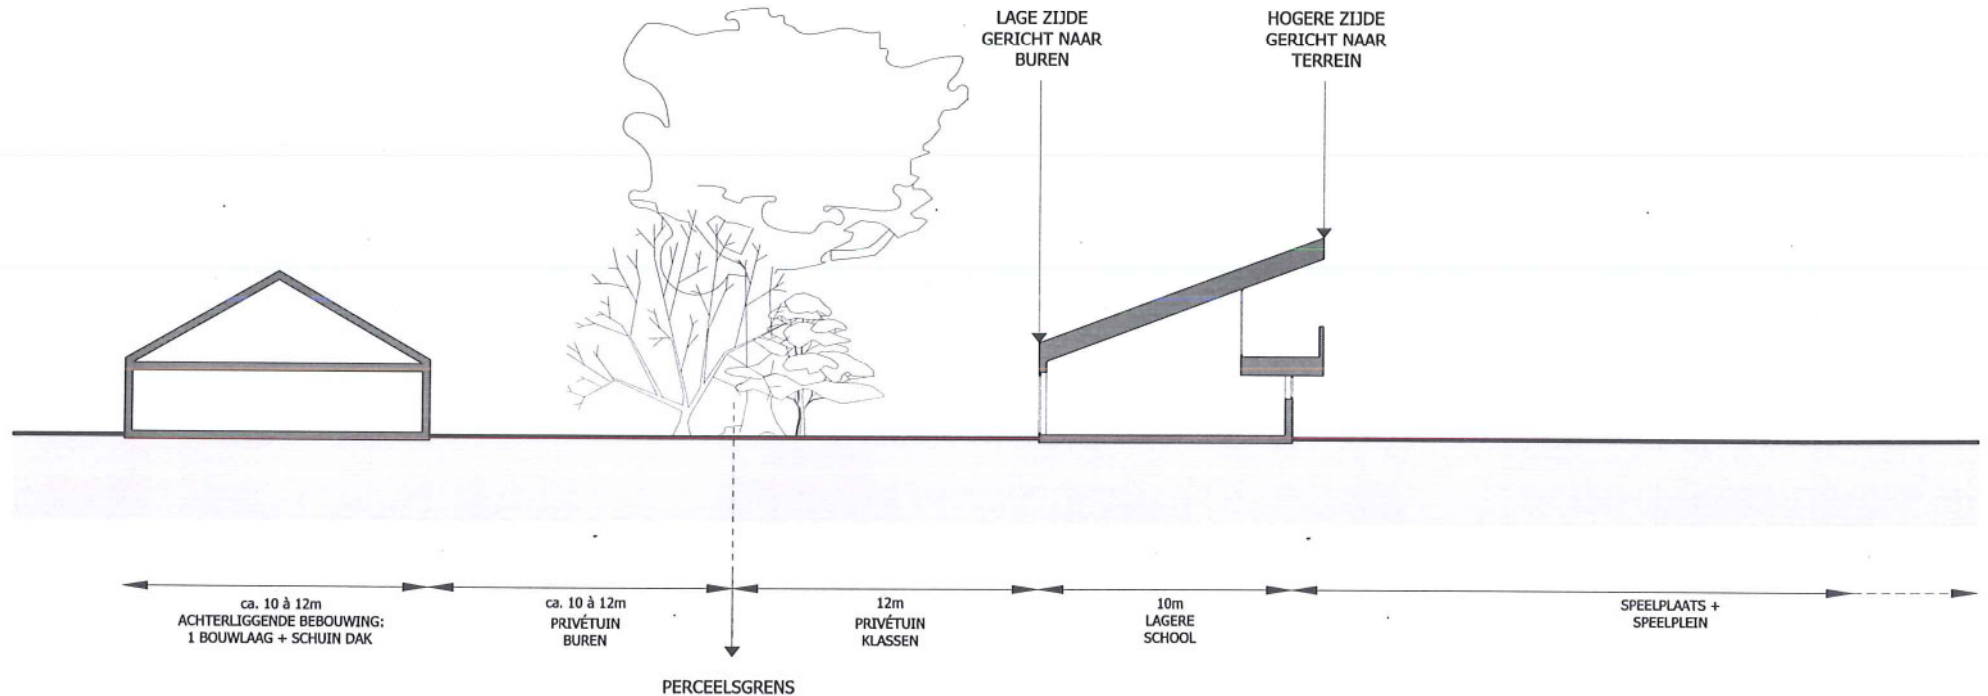 LAGE ZIJDE
GERICHT NAAR
BUREN
HOGERE ZIJDE
GERICHT NAAR
TERREIN
ca. 10 à 12m
ACHTERLIGGENDE BEBOUWING:
1 BOUWLAAG + SCHUIN DAK
ca. 10 à 12m
PRIVÉTUIN
BUREN
12m
PRIVÉTUIN
KLASSEN
10m
LAGERE
SCHOOL
SPEELPLAATS +
SPEELPLEIN
PERCEELSGRENS